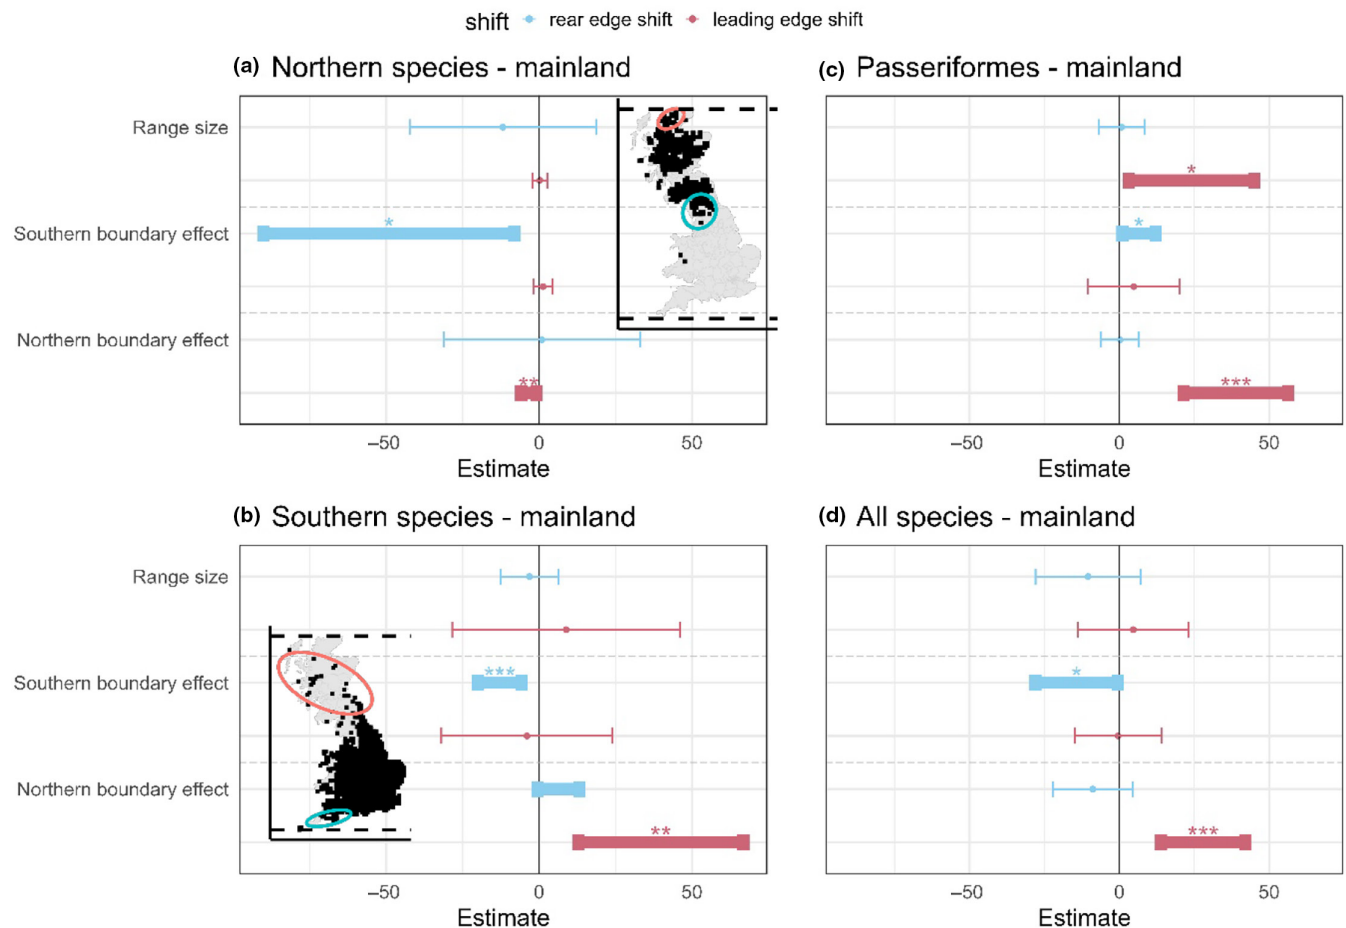 shift rear edge shift leading edge shift
(a) Northern species - mainland
Range size
*
Southern boundary effect
Northern boundary effect
**
−50 0 50
Estimate
(c) Passeriformes - mainland
*
*
***
−50 0 50
Estimate
(b) Southern species - mainland
Range size
***
Southern boundary effect
Northern boundary effect
**
−50 0 50
Estimate
(d) All species - mainland
*
***
−50 0 50
Estimate